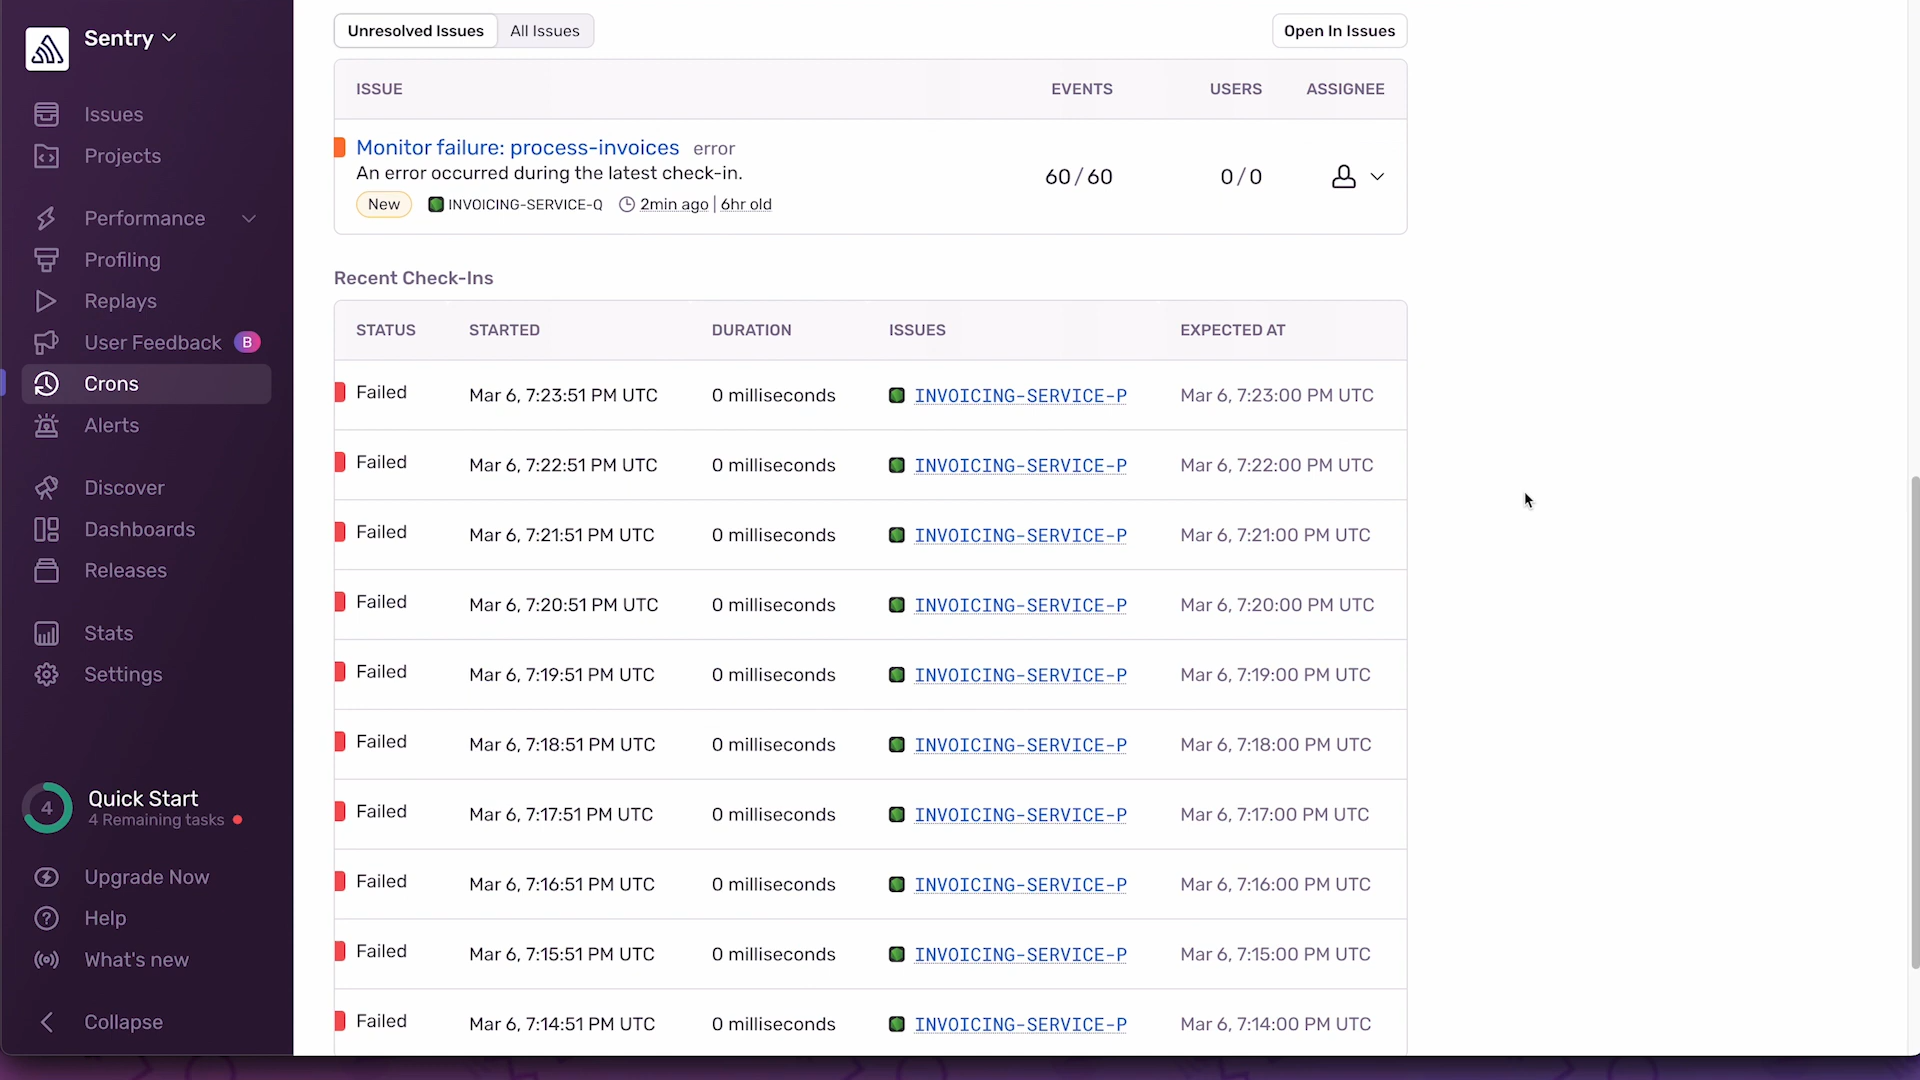 Sentry
Issues
Projects
Performance
Profiling
Replays
User Feedback B
Crons
Alerts
Discover
Dashboards
Releases
Stats
Settings
4
Quick Start
4 Remaining tasks
Upgrade Now
Help
What's new
Collapse
Unresolved Issues All Issues Open In Issues
ISSUE EVENTS USERS ASSIGNEE
Monitor failure: process-invoices error
An error occurred during the latest check-in.
60/60 0/0
New INVOICING-SERVICE-Q 2min ago | 6hr old
Recent Check-Ins
STATUS STARTED DURATION ISSUES EXPECTED AT
Failed Mar 6, 7:23:51 PM UTC 0 milliseconds INVOICING-SERVICE-P Mar 6, 7:23:00 PM UTC
Failed Mar 6, 7:22:51 PM UTC 0 milliseconds INVOICING-SERVICE-P Mar 6, 7:22:00 PM UTC
Failed Mar 6, 7:21:51 PM UTC 0 milliseconds INVOICING-SERVICE-P Mar 6, 7:21:00 PM UTC
Failed Mar 6, 7:20:51 PM UTC 0 milliseconds INVOICING-SERVICE-P Mar 6, 7:20:00 PM UTC
Failed Mar 6, 7:19:51 PM UTC 0 milliseconds INVOICING-SERVICE-P Mar 6, 7:19:00 PM UTC
Failed Mar 6, 7:18:51 PM UTC 0 milliseconds INVOICING-SERVICE-P Mar 6, 7:18:00 PM UTC
Failed Mar 6, 7:17:51 PM UTC 0 milliseconds INVOICING-SERVICE-P Mar 6, 7:17:00 PM UTC
Failed Mar 6, 7:16:51 PM UTC 0 milliseconds INVOICING-SERVICE-P Mar 6, 7:16:00 PM UTC
Failed Mar 6, 7:15:51 PM UTC 0 milliseconds INVOICING-SERVICE-P Mar 6, 7:15:00 PM UTC
Failed Mar 6, 7:14:51 PM UTC 0 milliseconds INVOICING-SERVICE-P Mar 6, 7:14:00 PM UTC